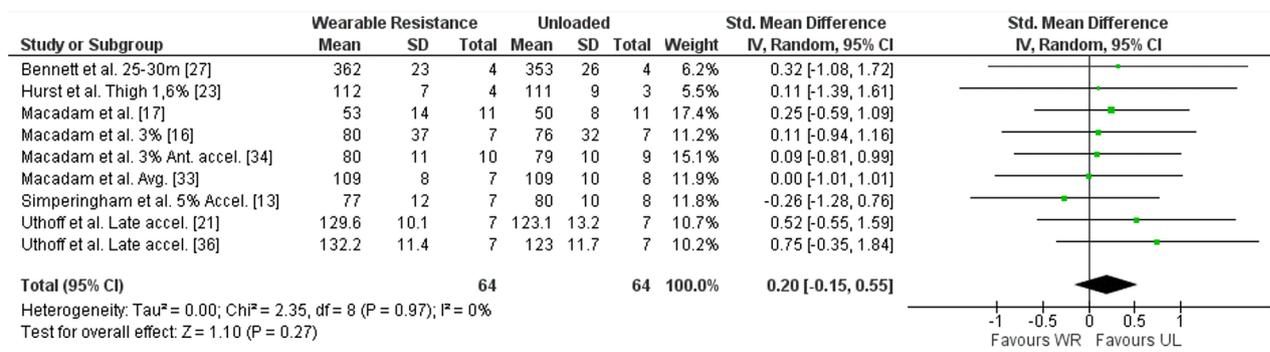 Wearable Resistance Unloaded Std. Mean Difference Std. Mean Difference
Study or Subgroup Mean SD Total Mean SD Total Weight IV, Random, 95% CI IV, Random, 95% CI
Bennett et al. 25-30m [27] 362 23 4 353 26 4 6.2% 0.32 [-1.08, 1.72]
Hurst et al. Thigh 1,6% [23] 112 7 4 111 9 3 5.5% 0.11 [-1.39, 1.61]
Macadam et al. [17] 53 14 11 50 8 11 17.4% 0.25 [-0.59, 1.09]
Macadam et al. 3% [16] 80 37 7 76 32 7 11.2% 0.11 [-0.94, 1.16]
Macadam et al. 3% Ant. accel. [34] 80 11 10 79 10 9 15.1% 0.09 [-0.81, 0.99]
Macadam et al. Avg. [33] 109 8 7 109 10 8 11.9% 0.00 [-1.01, 1.01]
Simperingham et al. 5% Accel. [13] 77 12 7 80 10 8 11.8% -0.26 [-1.28, 0.76]
Uthoff et al. Late accel. [21] 129.6 10.1 7 123.1 13.2 7 10.7% 0.52 [-0.55, 1.59]
Uthoff et al. Late accel. [36] 132.2 11.4 7 123 11.7 7 10.2% 0.75 [-0.35, 1.84]
Total (95% CI) 64 64 100.0% 0.20 [-0.15, 0.55]
Heterogeneity: Tau² = 0.00; Chi² = 2.35, df = 8 (P = 0.97); I² = 0%
Test for overall effect: Z = 1.10 (P = 0.27)
-1 -0.5 0 0.5 1
Favours WR Favours UL